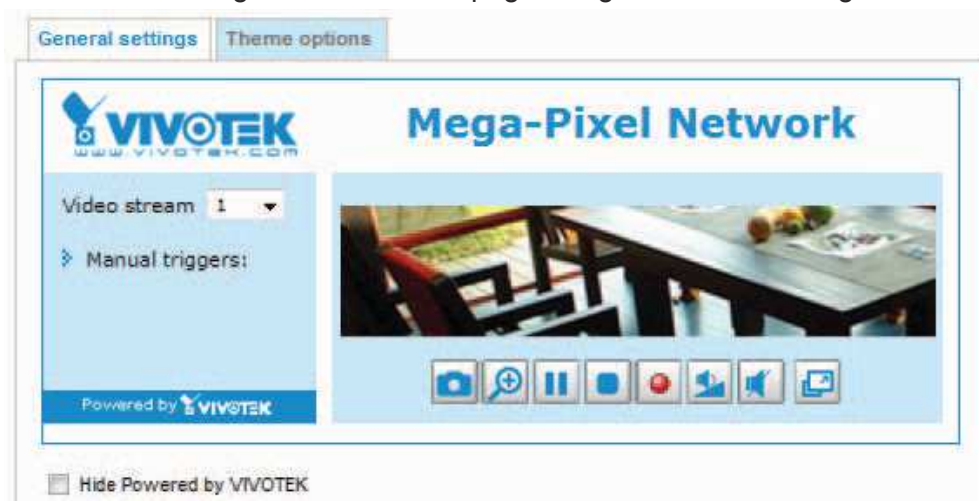 General settings Theme options
VIVOTEK
www.vivotek.com
Mega-Pixel Network
Video stream 1
Manual triggers:
Powered by VIVOTEK
Hide Powered by VIVOTEK